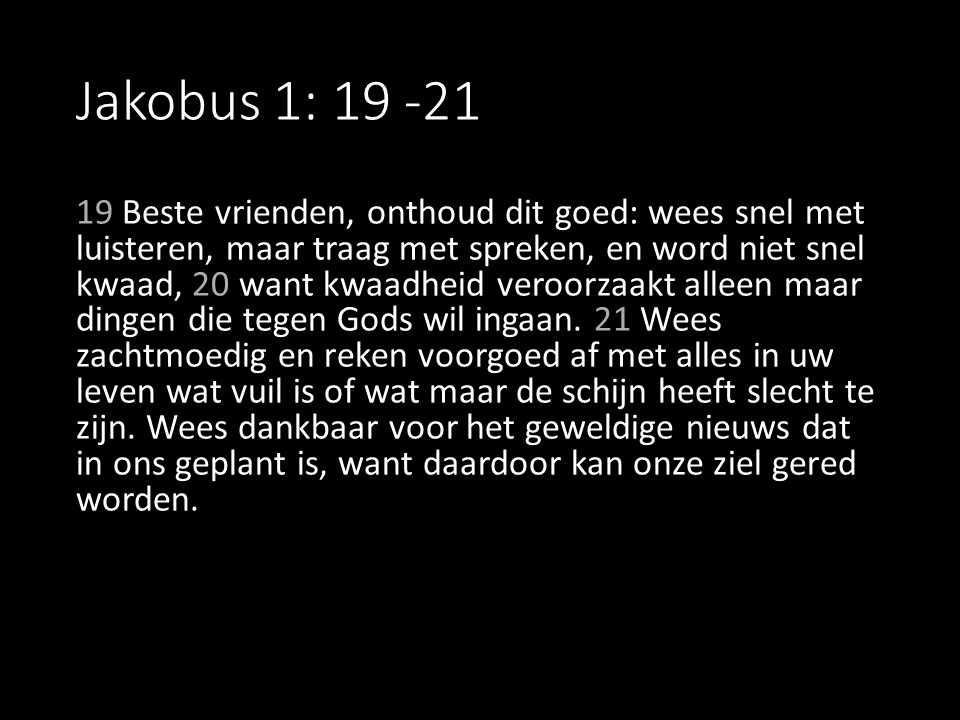 Jakobus 1: 19 -21
19 Beste vrienden, onthoud dit goed: wees snel met
luisteren, maar traag met spreken, en word niet snel
kwaad, 20 want kwaadheid veroorzaakt alleen maar
dingen die tegen Gods wil ingaan. 21 Wees
zachtmoedig en reken voorgoed af met alles in uw
leven wat vuil is of wat maar de schijn heeft slecht te
zijn. Wees dankbaar voor het geweldige nieuws dat
in ons geplant is, want daardoor kan onze ziel gered
worden.